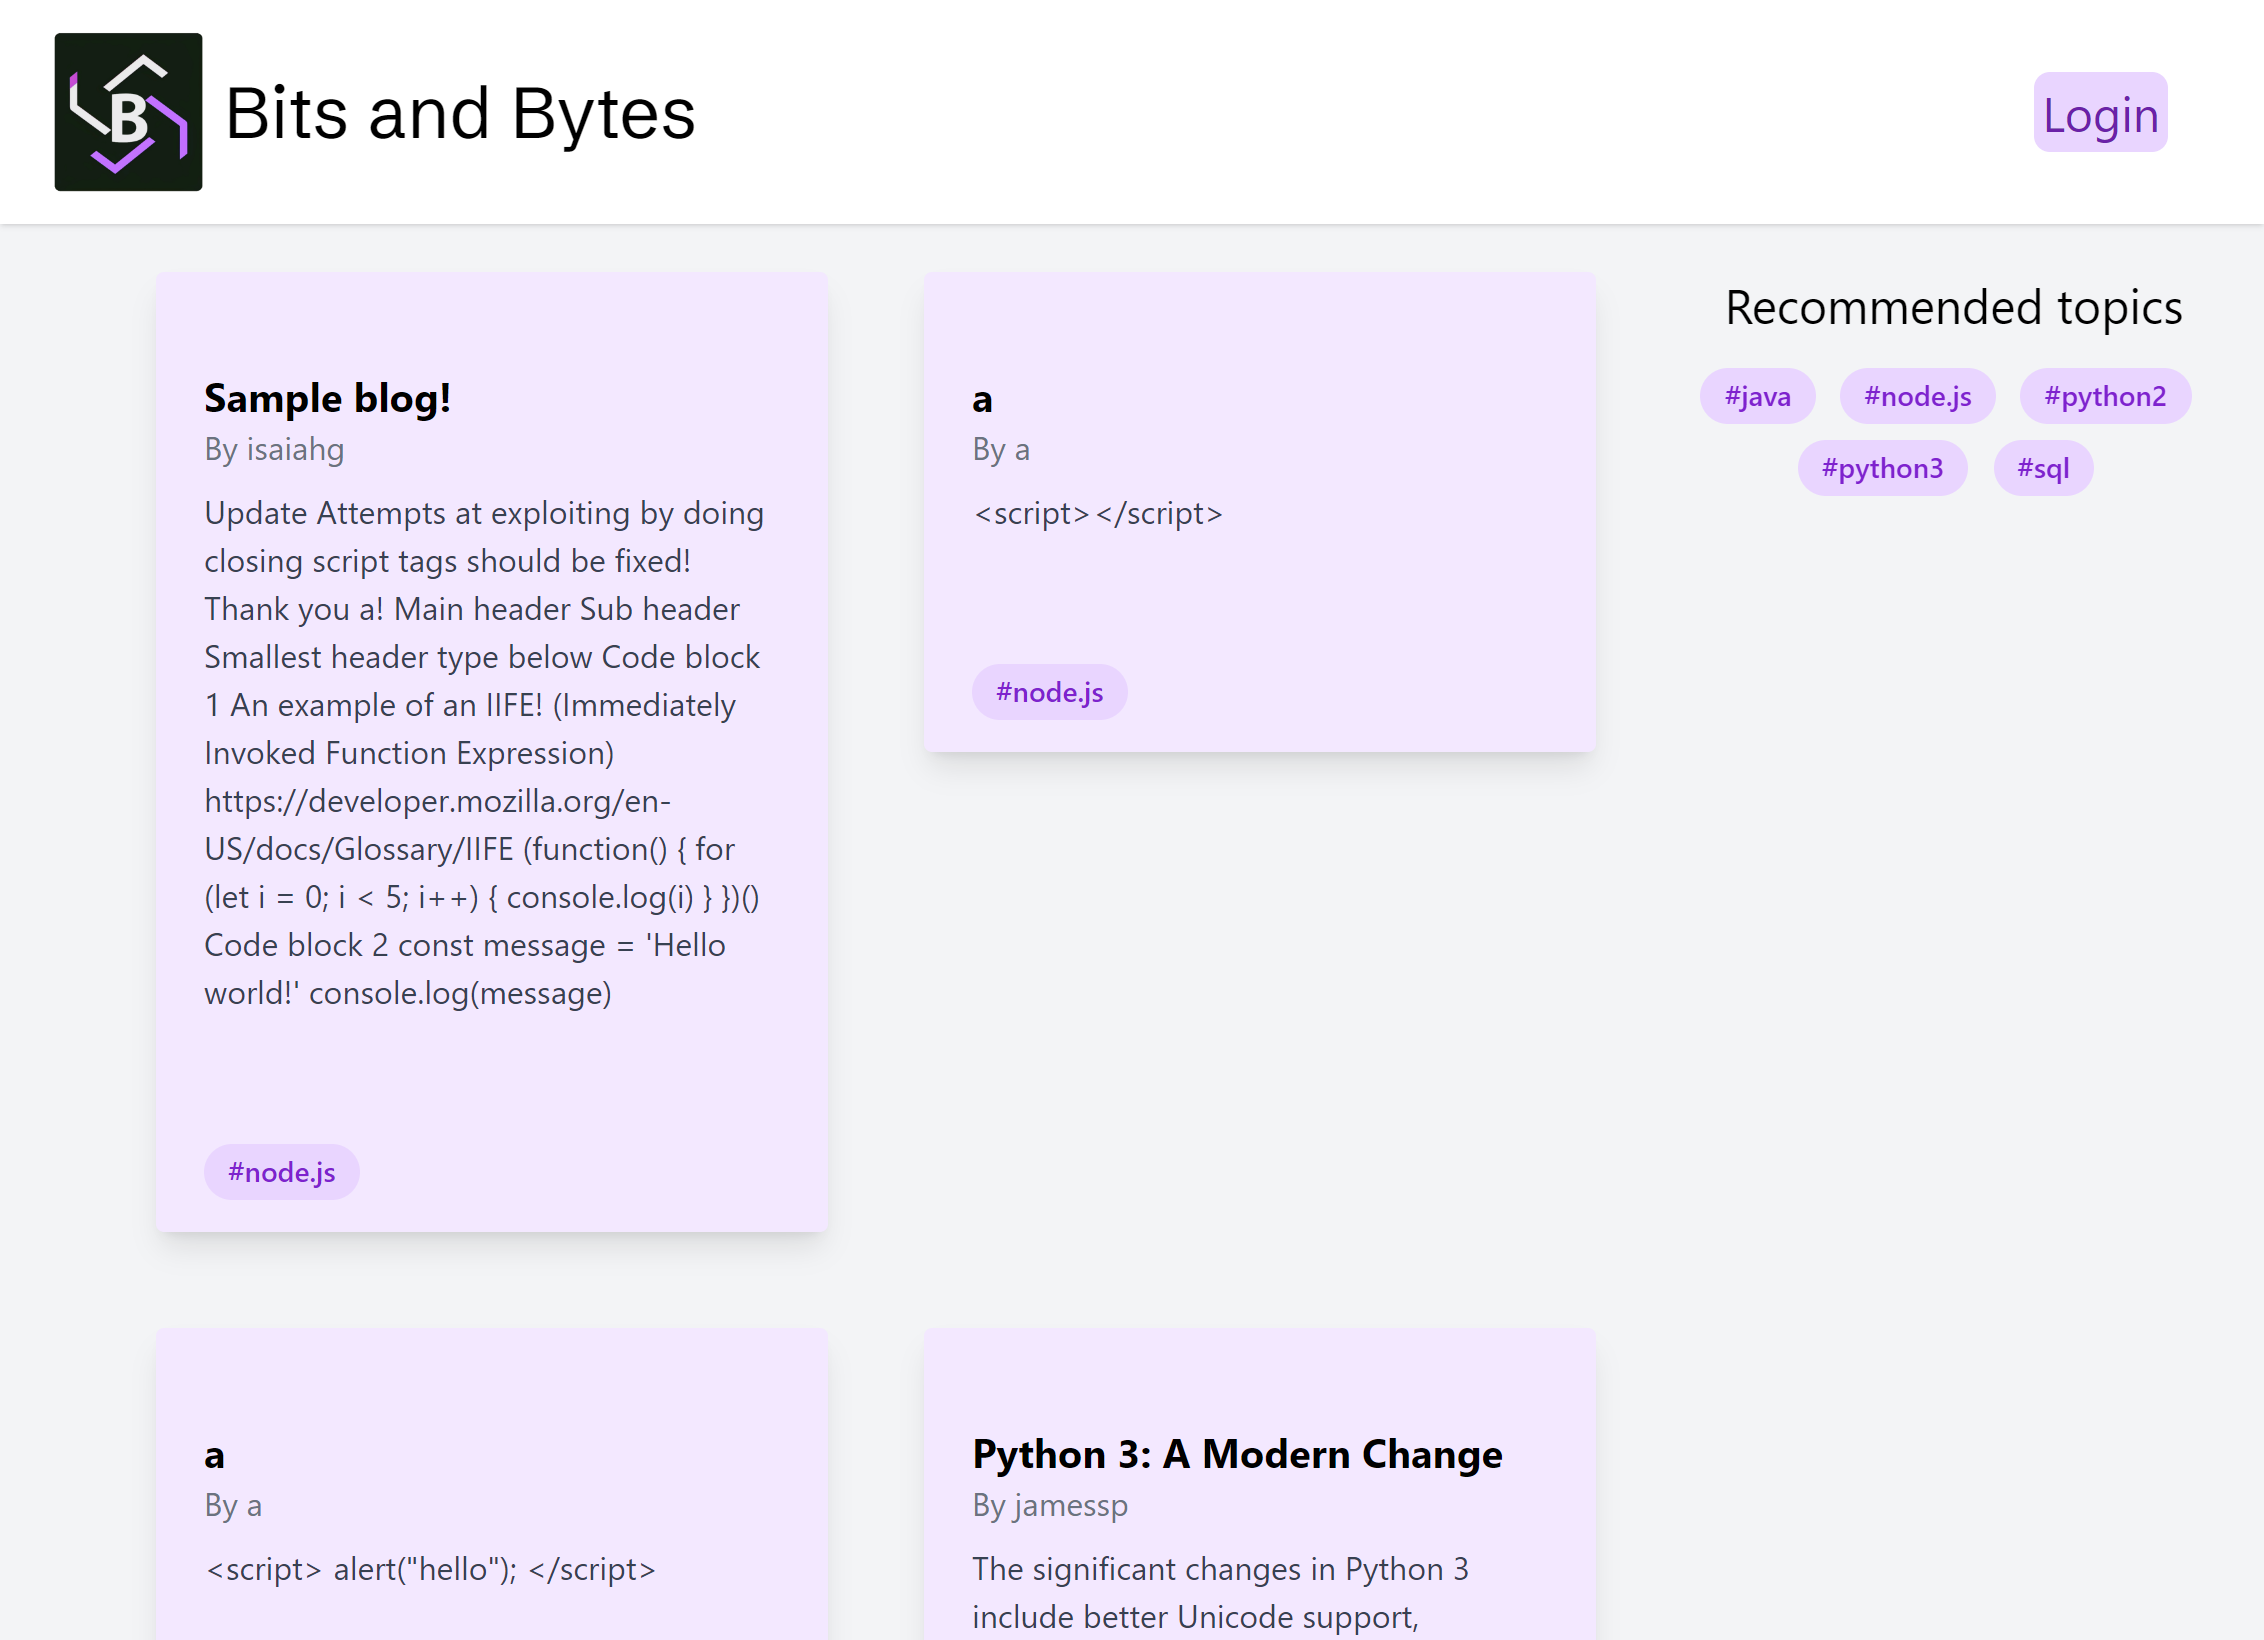 B
Bits and Bytes
Login
Sample blog!
By isaiahg
Update Attempts at exploiting by doing
closing script tags should be fixed!
Thank you a! Main header Sub header
Smallest header type below Code block
1 An example of an IIFE! (Immediately
Invoked Function Expression)
https://developer.mozilla.org/en-
US/docs/Glossary/IIFE (function() { for
(let i = 0; i < 5; i++) { console.log(i) } })()
Code block 2 const message = 'Hello
world!' console.log(message)
#node.js
a
By a
<script></script>
#node.js
Recommended topics
#java #node.js #python2
#python3 #sql
a
By a
<script> alert("hello"); </script>
Python 3: A Modern Change
By jamessp
The significant changes in Python 3
include better Unicode support,